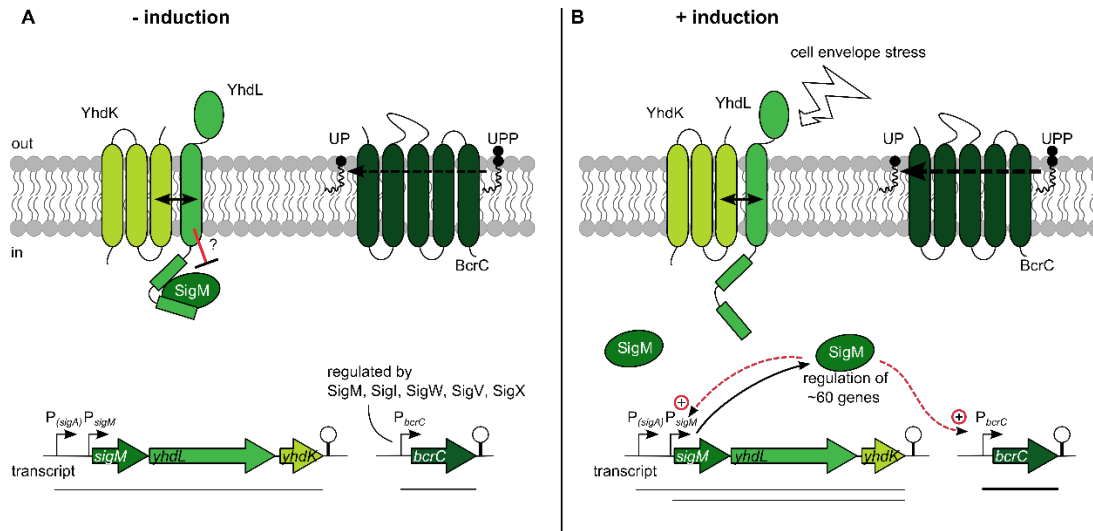 A
- induction
YhdL
YhdK
out
UP
UPP
in
?
SigM
BcrC
regulated by
SigM, SigI, SigW, SigV, SigX
P(sigA) PsigM
PbcrC
sigM
yhdL
yhdK
bcrC
transcript
B
+ induction
cell envelope stress
YhdK
YhdL
out
UP
UPP
in
BcrC
SigM
SigM
regulation of
~60 genes
+
+
P(sigA) PsigM
PbcrC
sigM
yhdL
yhdK
bcrC
transcript